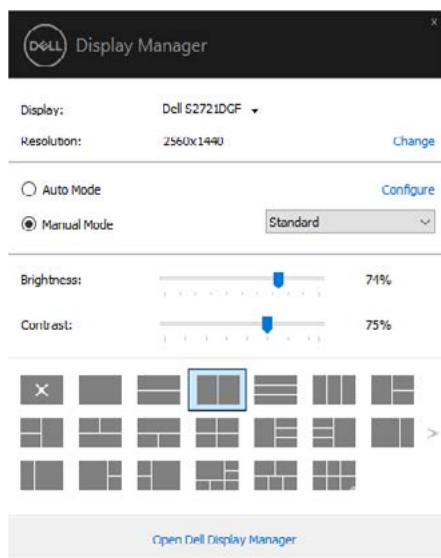 x
DELL Display Manager
Display: Dell S2721DGF
Resolution: 2560x1440 Change
Auto Mode Configure
Manual Mode Standard
Brightness: 74%
Contrast: 75%
>
Open Dell Display Manager